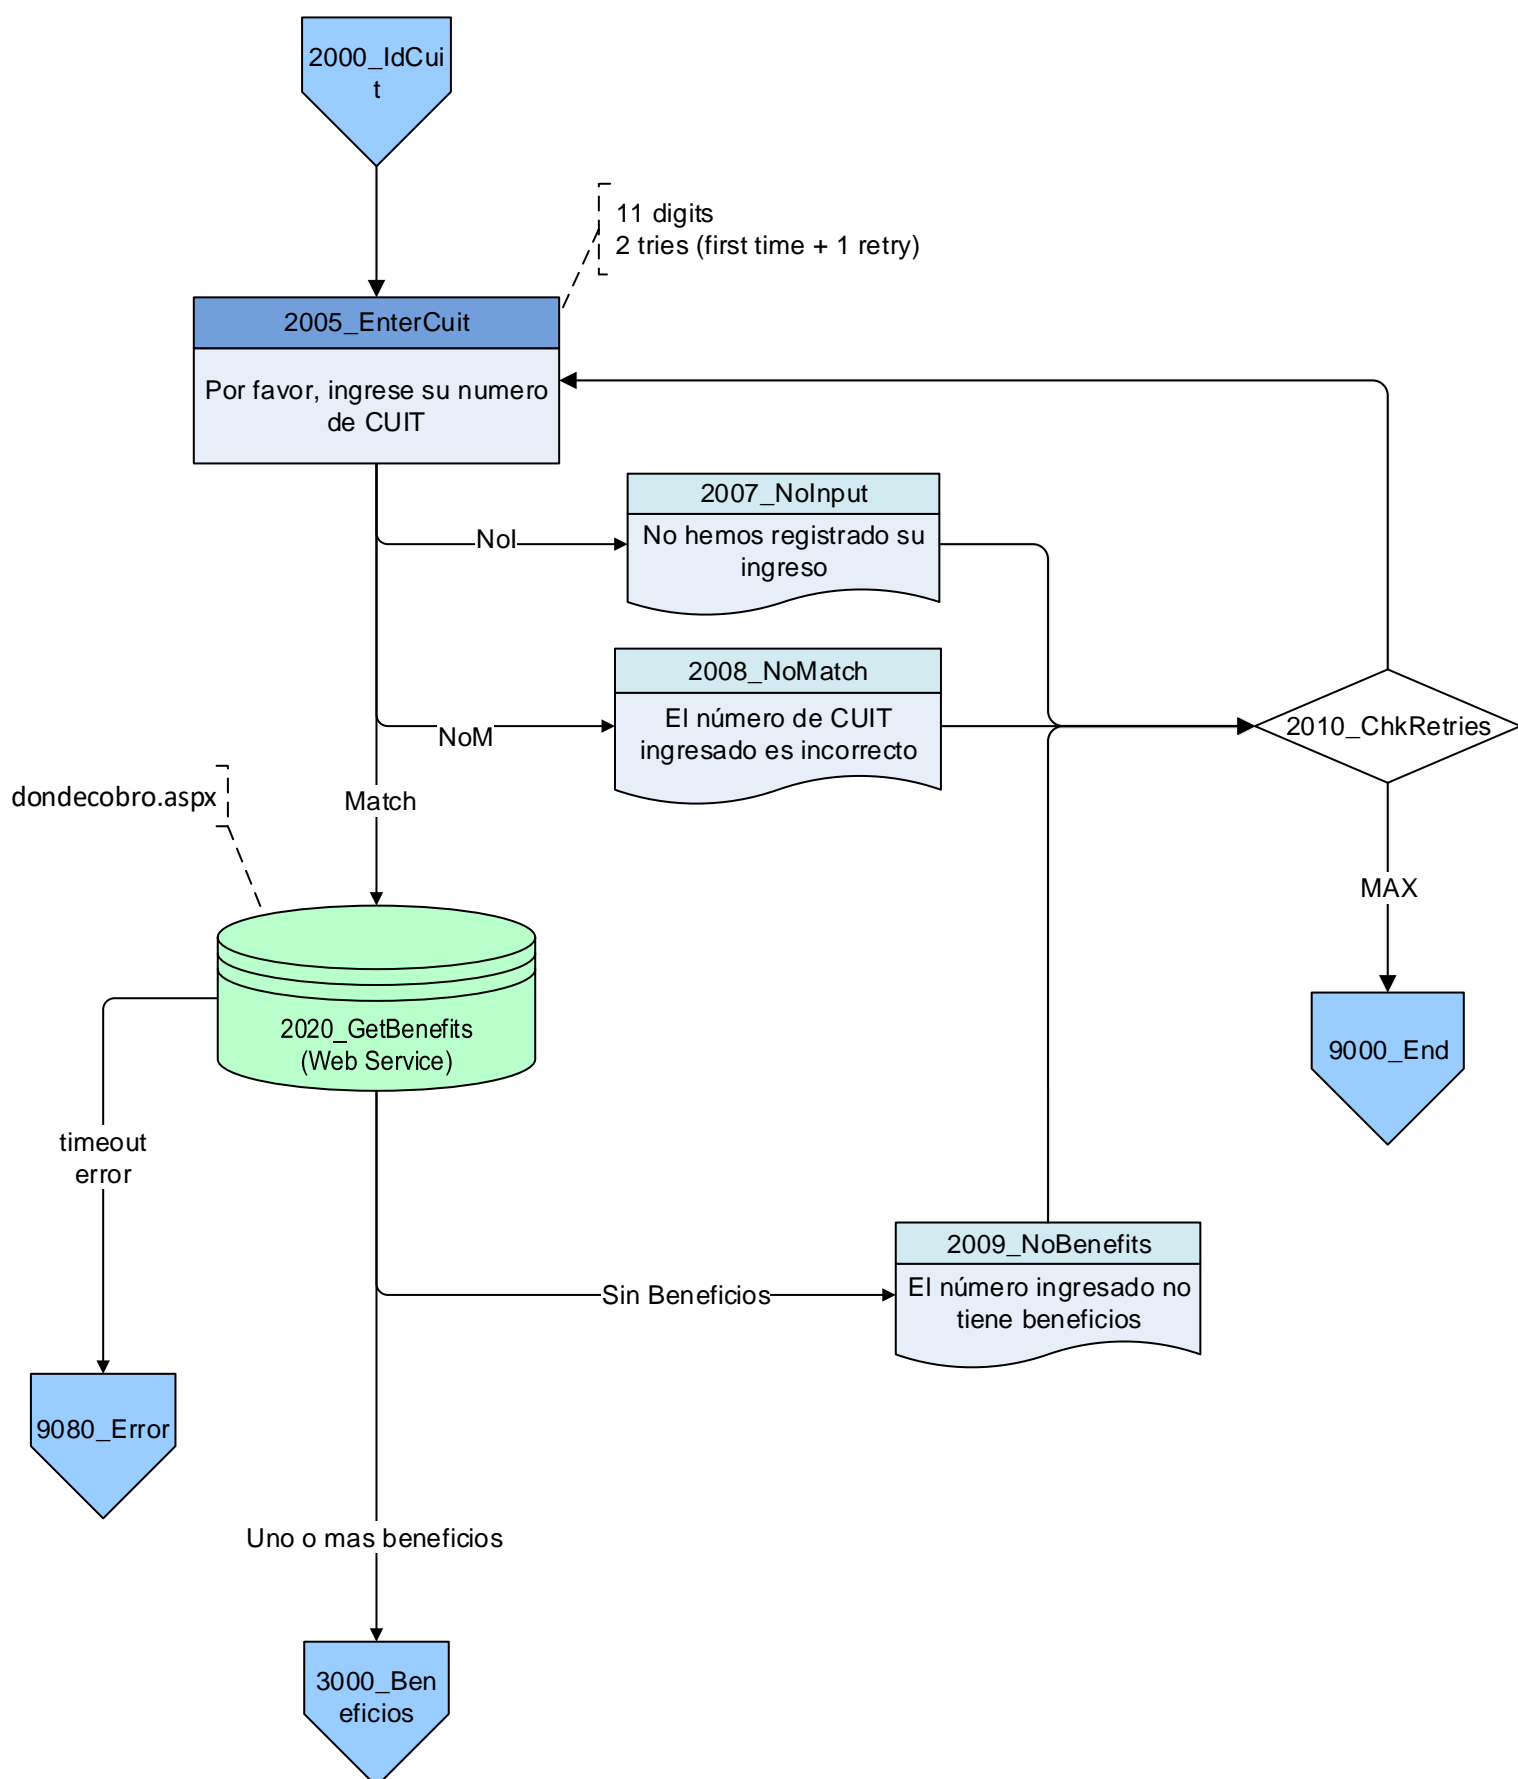 2000_IdCui
t
11 digits
2 tries (first time + 1 retry)
2005_EnterCuit
Por favor, ingrese su numero
de CUIT
2007_NoInput
No hemos registrado su
ingreso
NoI
2008_NoMatch
El número de CUIT
ingresado es incorrecto
NoM
2010_ChkRetries
dondecobro.aspx
Match
MAX
2020_GetBenefits
(Web Service)
9000_End
timeout
error
2009_NoBenefits
El número ingresado no
tiene beneficios
Sin Beneficios
9080_Error
Uno o mas beneficios
3000_Ben
eficios